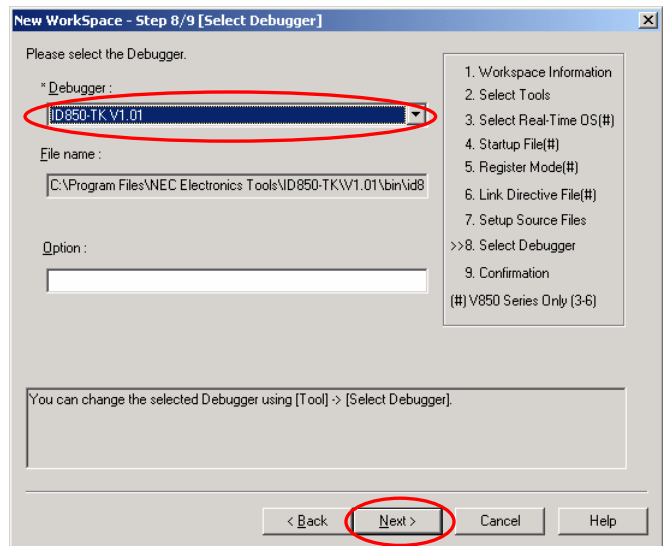 New WorkSpace - Step 8/9 [Select Debugger]
Please select the Debugger.
* Debugger :
ID850-TK V1.01
File name :
C:\Program Files\NEC Electronics Tools\ID850-TK\V1.01\bin\id8
Option :
1. Workspace Information
2. Select Tools
3. Select Real-Time OS(#)
4. Startup File(#)
5. Register Mode(#)
6. Link Directive File(#)
7. Setup Source Files
>>8. Select Debugger
9. Confirmation
(#) V850 Series Only (3-6)
You can change the selected Debugger using [Tool] -> [Select Debugger].
< Back
Next >
Cancel
Help